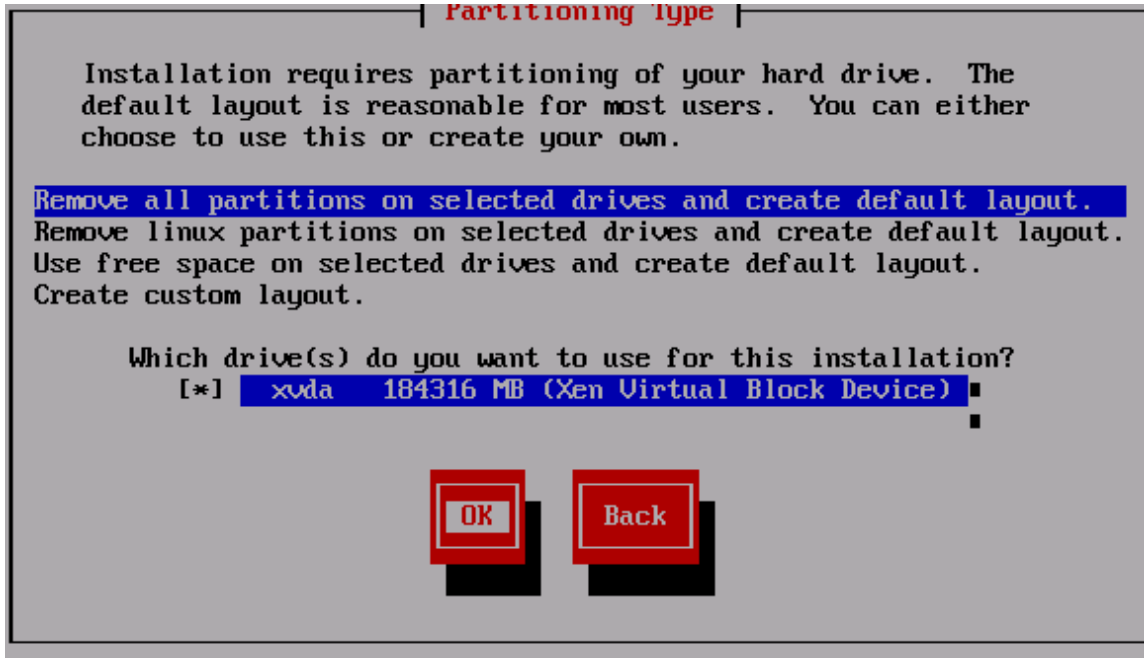 Partitioning Type
Installation requires partitioning of your hard drive.  The
default layout is reasonable for most users.  You can either
choose to use this or create your own.
Remove all partitions on selected drives and create default layout.
Remove linux partitions on selected drives and create default layout.
Use free space on selected drives and create default layout.
Create custom layout.
Which drive(s) do you want to use for this installation?
[*]  xvda  184316 MB (Xen Virtual Block Device)
OK  Back